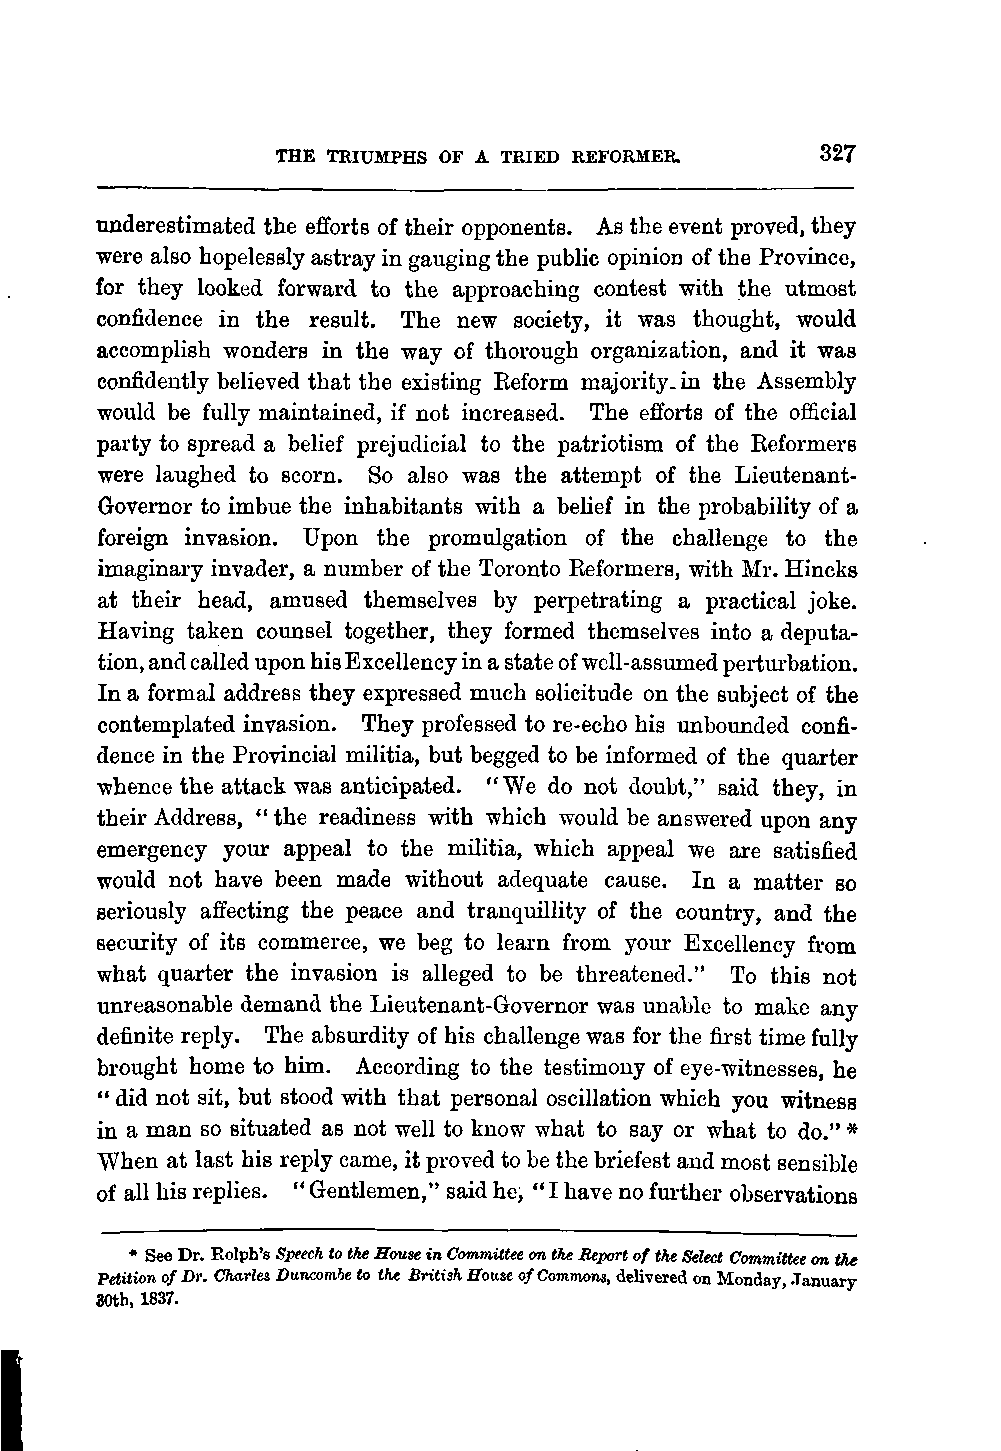 THE TRIUMPHS OF A TRIED REFORMER. 327
underestimated the efforts of their opponents. As the event proved, they
were also hopelessly astray in gauging the public opinion of the Province,
for they looked forward to the approaching contest with the utmost
confidence in the result. The new society, it was thought, would
accomplish wonders in the way of thorough organization, and it was
confidently believed that the existing Reform majority in the Assembly
would be fully maintained, if not increased. The efforts of the official
party to spread a belief prejudicial to the patriotism of the Reformers
were laughed to scorn. So also was the attempt of the Lieutenant-
Governor to imbue the inhabitants with a belief in the probability of a
foreign invasion. Upon the promulgation of the challenge to the
imaginary invader, a number of the Toronto Reformers, with Mr. Hincks
at their head, amused themselves by perpetrating a practical joke.
Having taken counsel together, they formed themselves into a deputa-
tion, and called upon his Excellency in a state of well-assumed perturbation.
In a formal address they expressed much solicitude on the subject of the
contemplated invasion. They professed to re-echo his unbounded confi-
dence in the Provincial militia, but begged to be informed of the quarter
whence the attack was anticipated. "We do not doubt," said they, in
their Address, "the readiness with which would be answered upon any
emergency your appeal to the militia, which appeal we are satisfied
would not have been made without adequate cause. In a matter so
seriously affecting the peace and tranquillity of the country, and the
security of its commerce, we beg to learn from your Excellency from
what quarter the invasion is alleged to be threatened." To this not
unreasonable demand the Lieutenant-Governor was unable to make any
definite reply. The absurdity of his challenge was for the first time fully
brought home to him. According to the testimony of eye-witnesses, he
"did not sit, but stood with that personal oscillation which you witness
in a man so situated as not well to know what to say or what to do."*
When at last his reply came, it proved to be the briefest and most sensible
of all his replies. "Gentlemen," said he, "I have no further observations
* See Dr. Rolph's Speech to the House in Committee on the Report of the Select Committee on the
Petition of Dr. Charles Duncombe to the British House of Commons, delivered on Monday, January
30th, 1837.